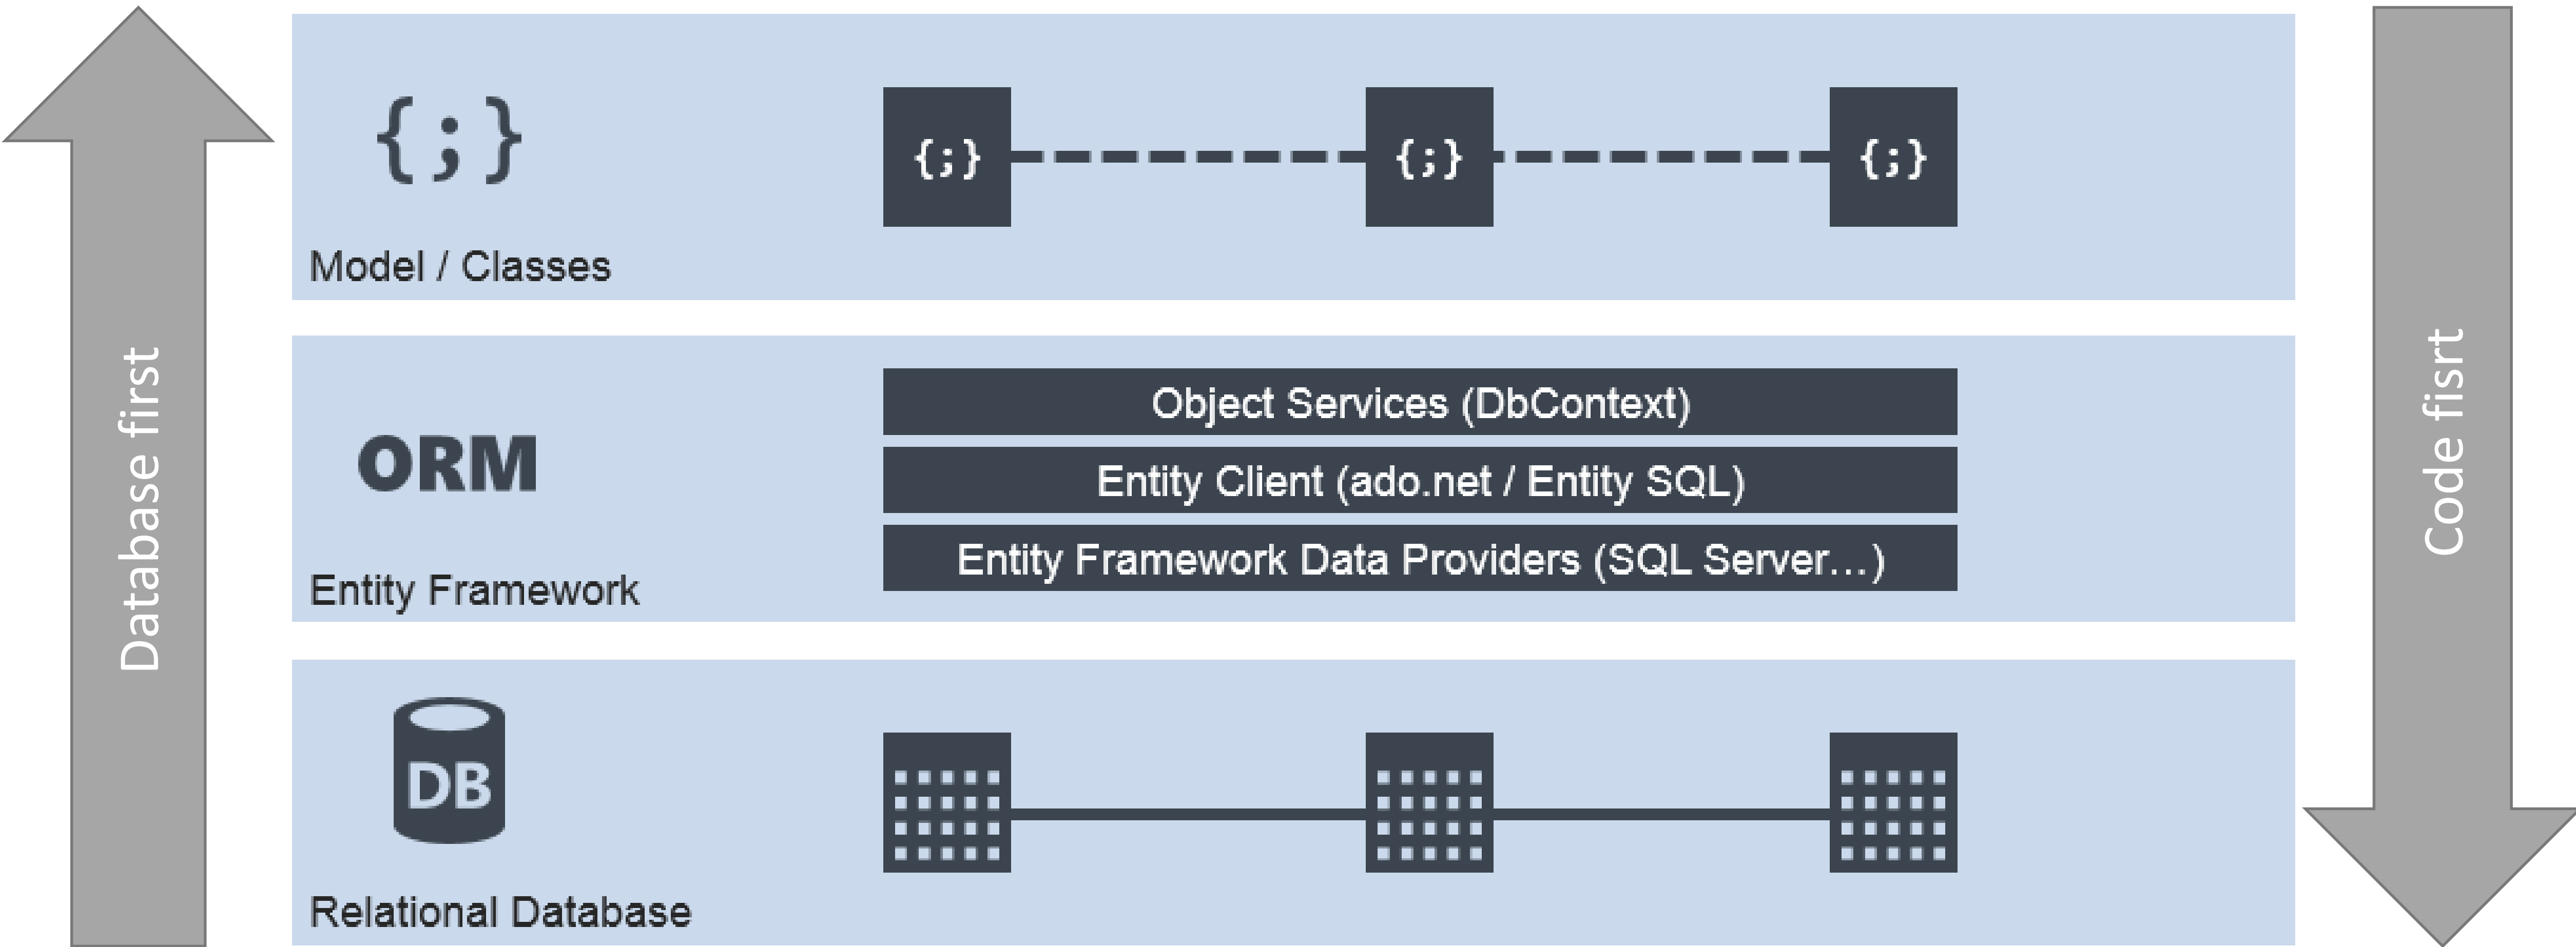 Database first
{;}
Model / Classes
{;}
{;}
{;}
ORM
Entity Framework
Object Services (DbContext)
Entity Client (ado.net / Entity SQL)
Entity Framework Data Providers (SQL Server...)
DB
Relational Database
Code fisrt